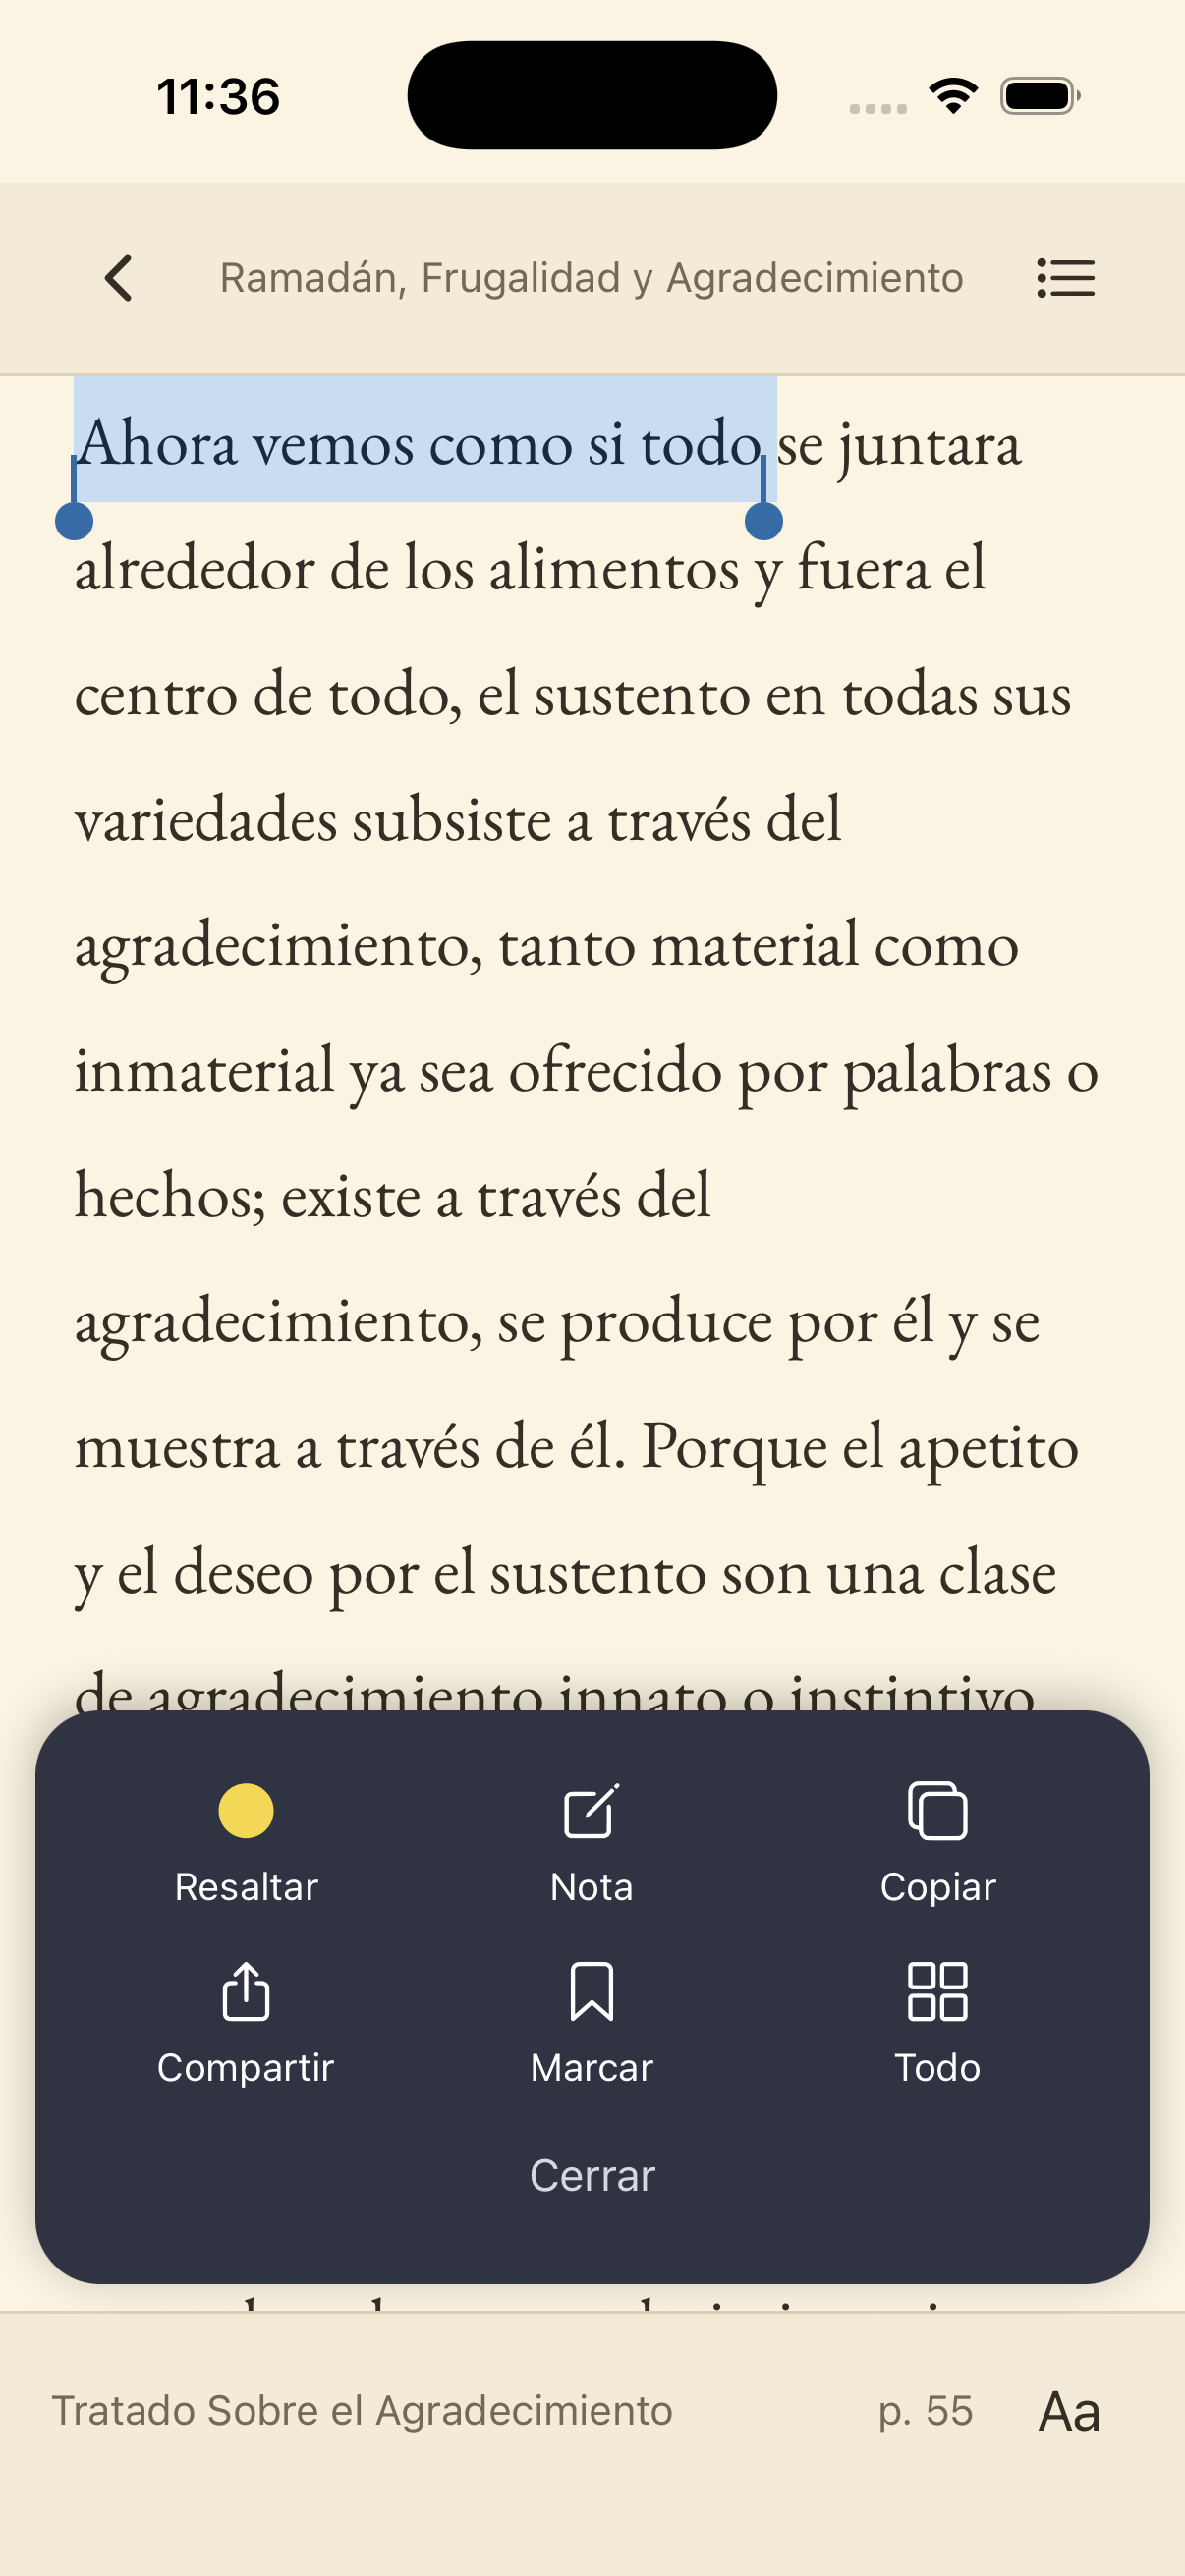 11:36
Ramadán, Frugalidad y Agradecimiento
Ahora vemos como si todo se juntara
alrededor de los alimentos y fuera el
centro de todo, el sustento en todas sus
variedades subsiste a través del
agradecimiento, tanto material como
inmaterial ya sea ofrecido por palabras o
hechos; existe a través del
agradecimiento, se produce por él y se
muestra a través de él. Porque el apetito
y el deseo por el sustento son una clase
de agradecimiento innato o instintivo
Resaltar
Nota
Copiar
Compartir
Marcar
Todo
Cerrar
Tratado Sobre el Agradecimiento
p. 55
Aa